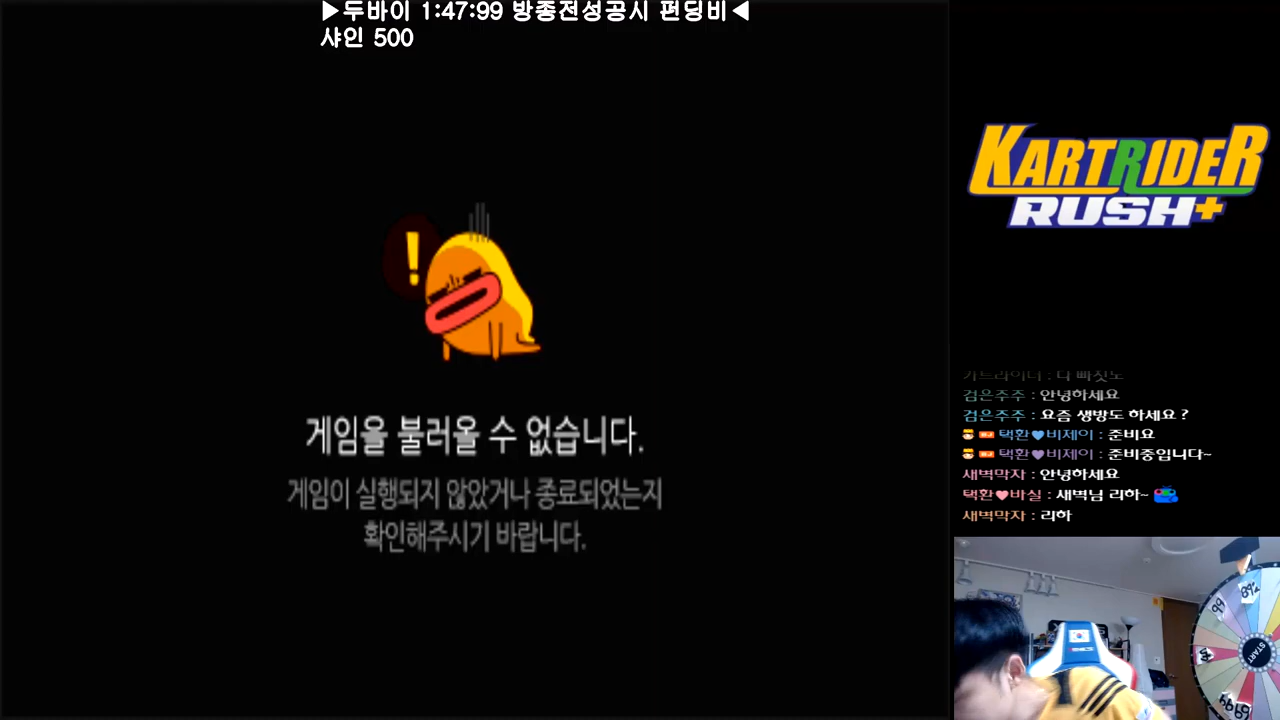 ▶두바이 1:47:99 방종전성공시 펀딩비◀
샤인 500
KARTRIDER
RUSH+
!
게임을 불러올 수 없습니다.
게임이 실행되지 않았거나 종료되었는지
확인해주시기 바랍니다.
검은주주 : 안녕하세요
검은주주 : 요즘 생방도 하세요 ?
택환♥비제이 : 준비요
택환♥비제이 : 준비중입니다~
새벽막자 : 안녕하세요
택환♥바실 : 새벽님 리하~
새벽막자 : 리하
START